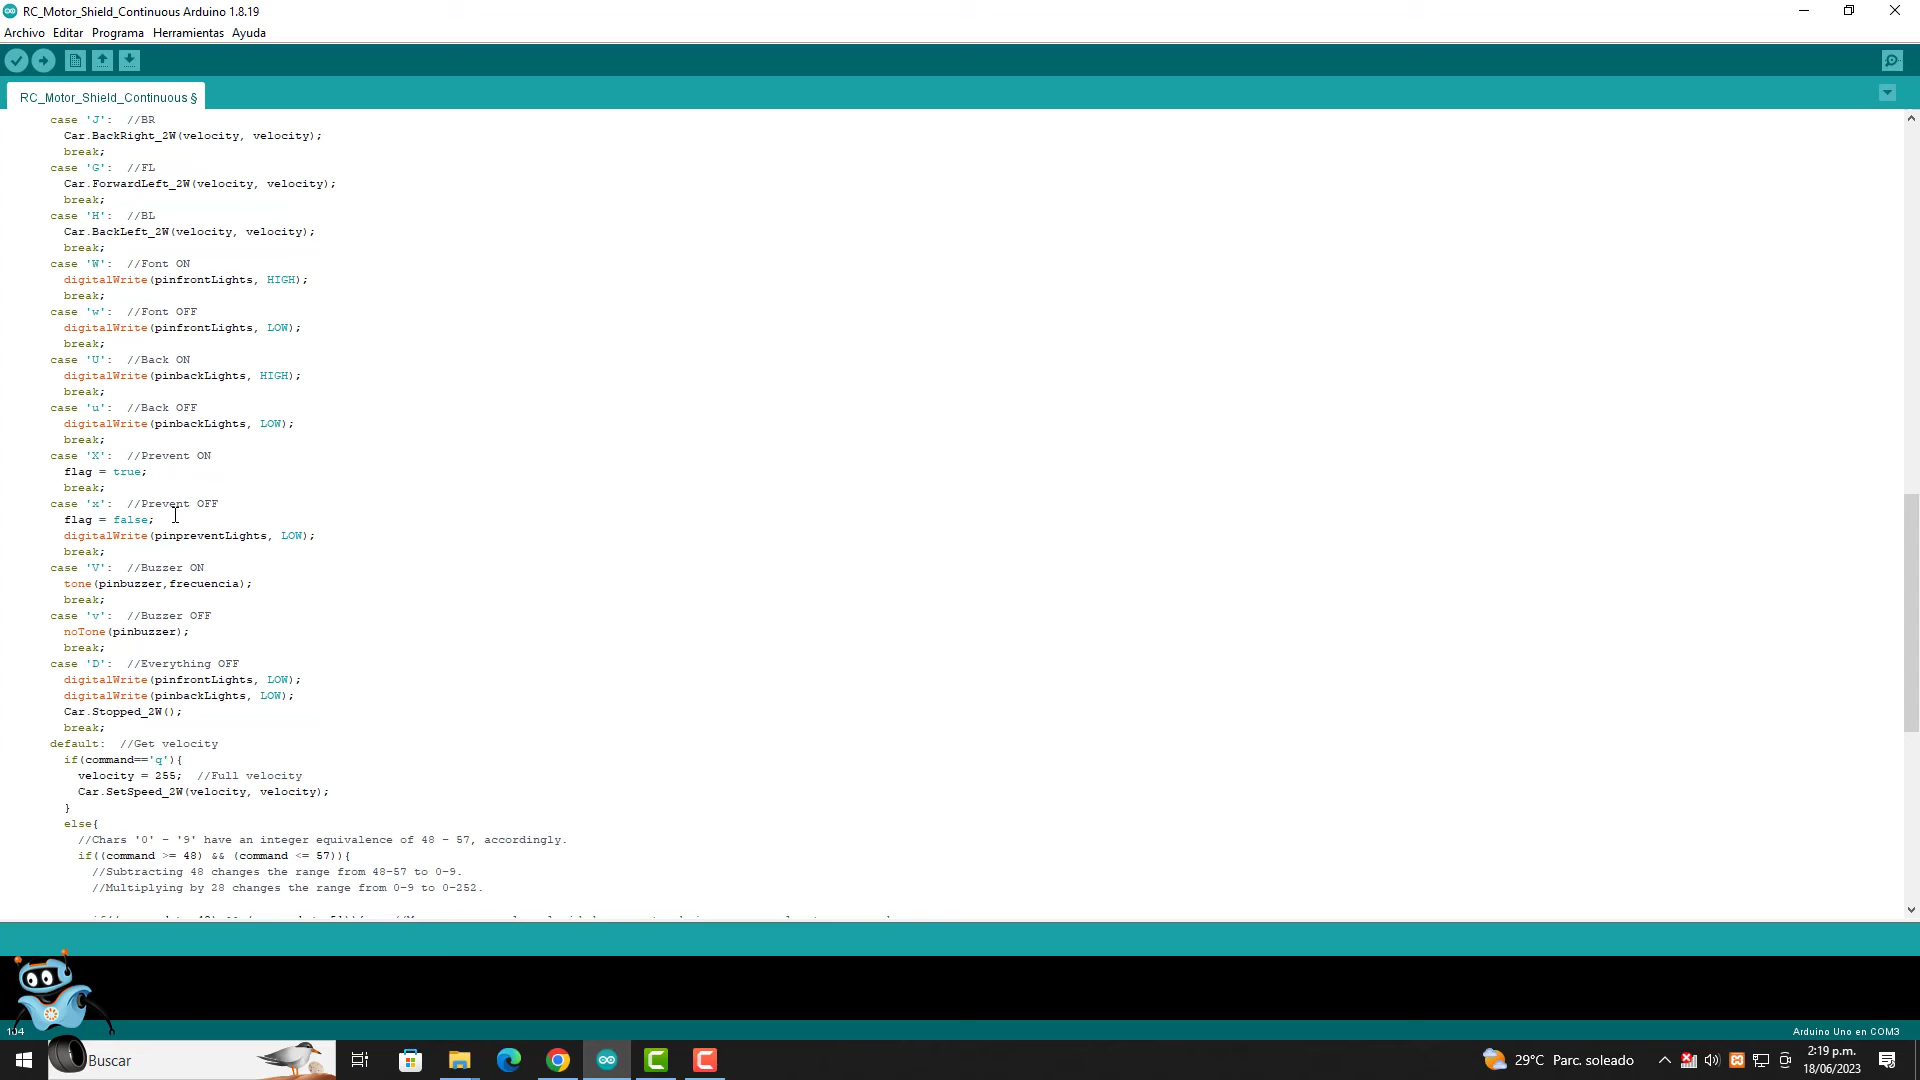 RC_Motor_Shield_Continuous Arduino 1.8.19
Archivo Editar Programa Herramientas Ayuda
RC_Motor_Shield_Continuous §
case 'J':  //BR
Car.BackRight_2W(velocity, velocity);
break;
case 'G':  //FL
Car.ForwardLeft_2W(velocity, velocity);
break;
case 'H':  //BL
Car.BackLeft_2W(velocity, velocity);
break;
case 'W':  //Font ON
digitalWrite(pinfrontLights, HIGH);
break;
case 'w':  //Font OFF
digitalWrite(pinfrontLights, LOW);
break;
case 'U':  //Back ON
digitalWrite(pinbackLights, HIGH);
break;
case 'u':  //Back OFF
digitalWrite(pinbackLights, LOW);
break;
case 'X':  //Prevent ON
flag = true;
break;
case 'x':  //Prevent OFF
flag = false;
digitalWrite(pinpreventLights, LOW);
break;
case 'V':  //Buzzer ON
tone(pinbuzzer,frecuencia);
break;
case 'v':  //Buzzer OFF
noTone(pinbuzzer);
break;
case 'D':  //Everything OFF
digitalWrite(pinfrontLights, LOW);
digitalWrite(pinbackLights, LOW);
Car.Stopped_2W();
break;
default:  //Get velocity
if(command=='q'){
velocity = 255;  //Full velocity
Car.SetSpeed_2W(velocity, velocity);
}
else{
//Chars '0' - '9' have an integer equivalence of 48 - 57, accordingly.
if((command >= 48) && (command <= 57)){
//Subtracting 48 changes the range from 48-57 to 0-9.
//Multiplying by 28 changes the range from 0-9 to 0-252.
Arduino Uno en COM3
Buscar
29°C Parc. soleado
2:19 p.m.
18/06/2023